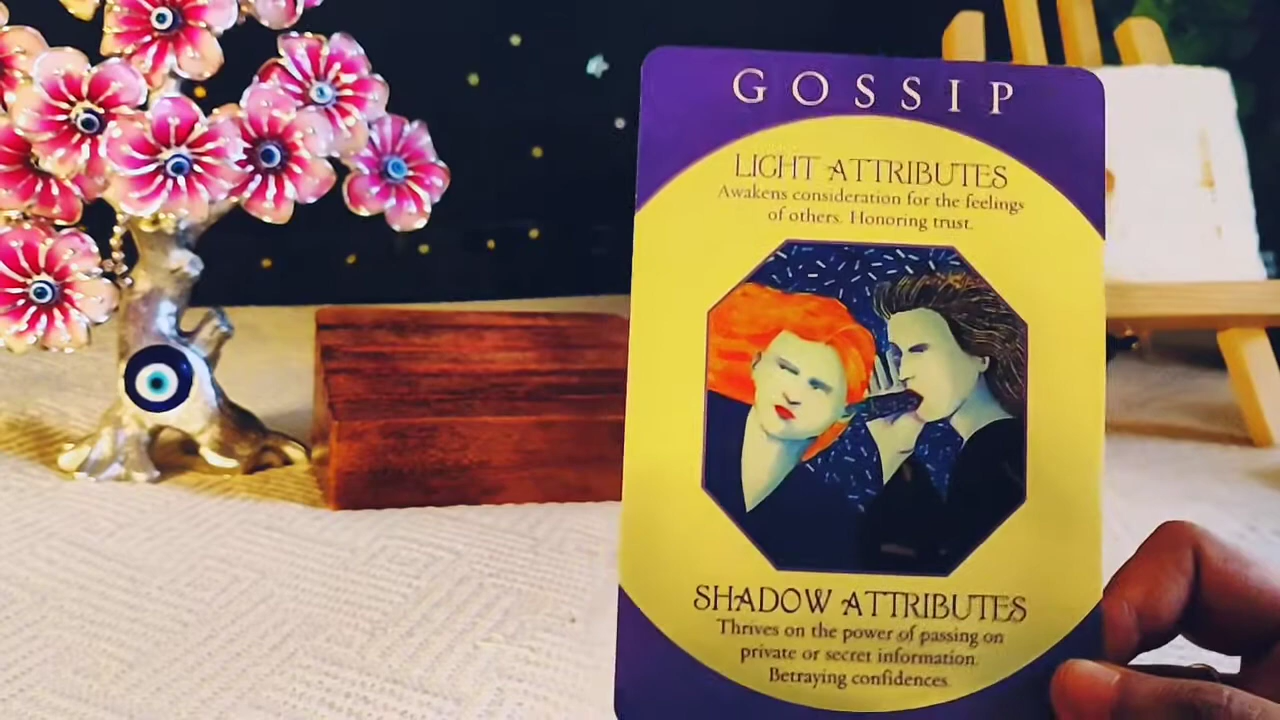 GOSSIP
LIGHT ATTRIBUTES
Awakens consideration for the feelings
of others. Honoring trust.
SHADOW ATTRIBUTES
Thrives on the power of passing on
private or secret information.
Betraying confidences.